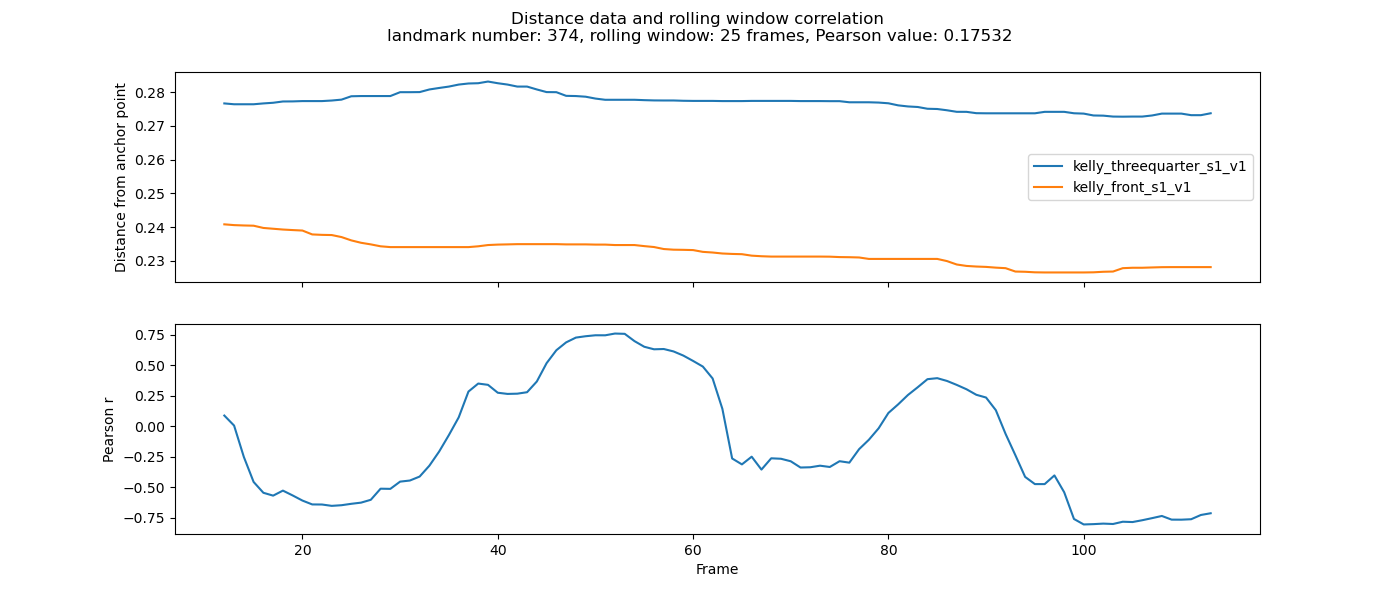 Distance data and rolling window correlation
landmark number: 374, rolling window: 25 frames, Pearson value: 0.17532
Distance from anchor point
0.28
0.27
0.26
0.25
0.24
0.23
kelly_threequarter_s1_v1
kelly_front_s1_v1
Pearson r
0.75
0.50
0.25
0.00
−0.25
−0.50
−0.75
20 40 60 80 100
Frame